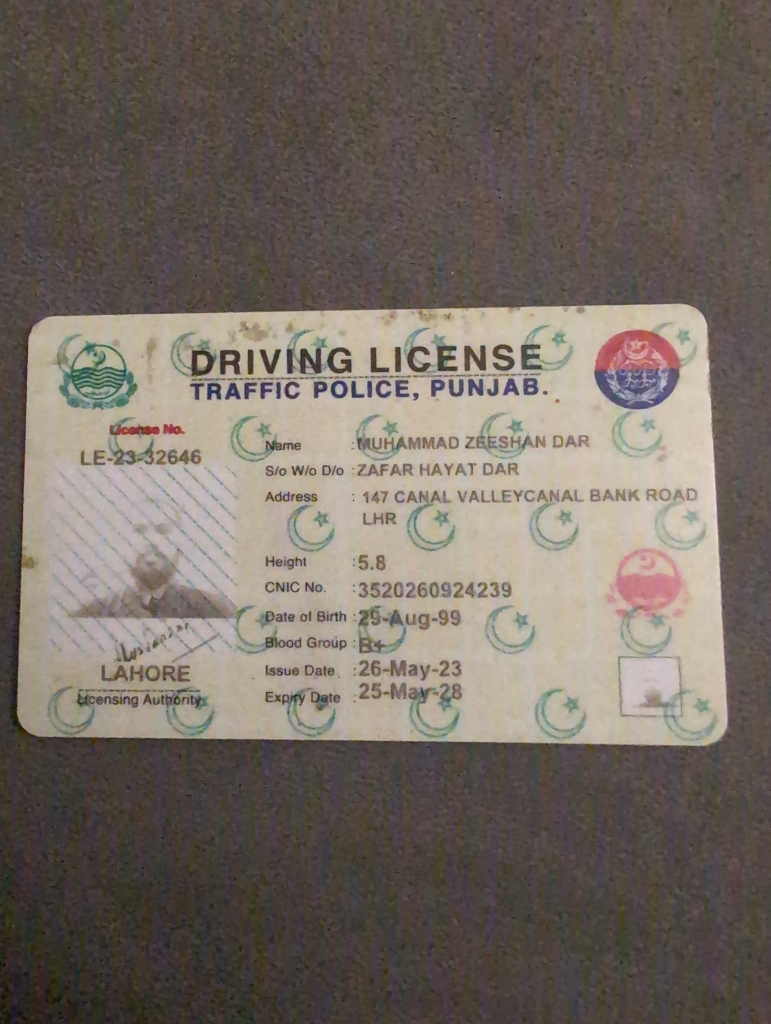 DRIVING LICENSE
TRAFFIC POLICE, PUNJAB.
License No.
LE-23-32646
Name : MUHAMMAD ZEESHAN DAR
S/o W/o D/o : ZAFAR HAYAT DAR
Address : 147 CANAL VALLEYCANAL BANK ROAD
LHR
Height : 5.8
CNIC No. : 3520260924239
Date of Birth : 29-Aug-99
Blood Group : B+
Issue Date : 26-May-23
Expiry Date : 25-May-28
LAHORE
Licensing Authority